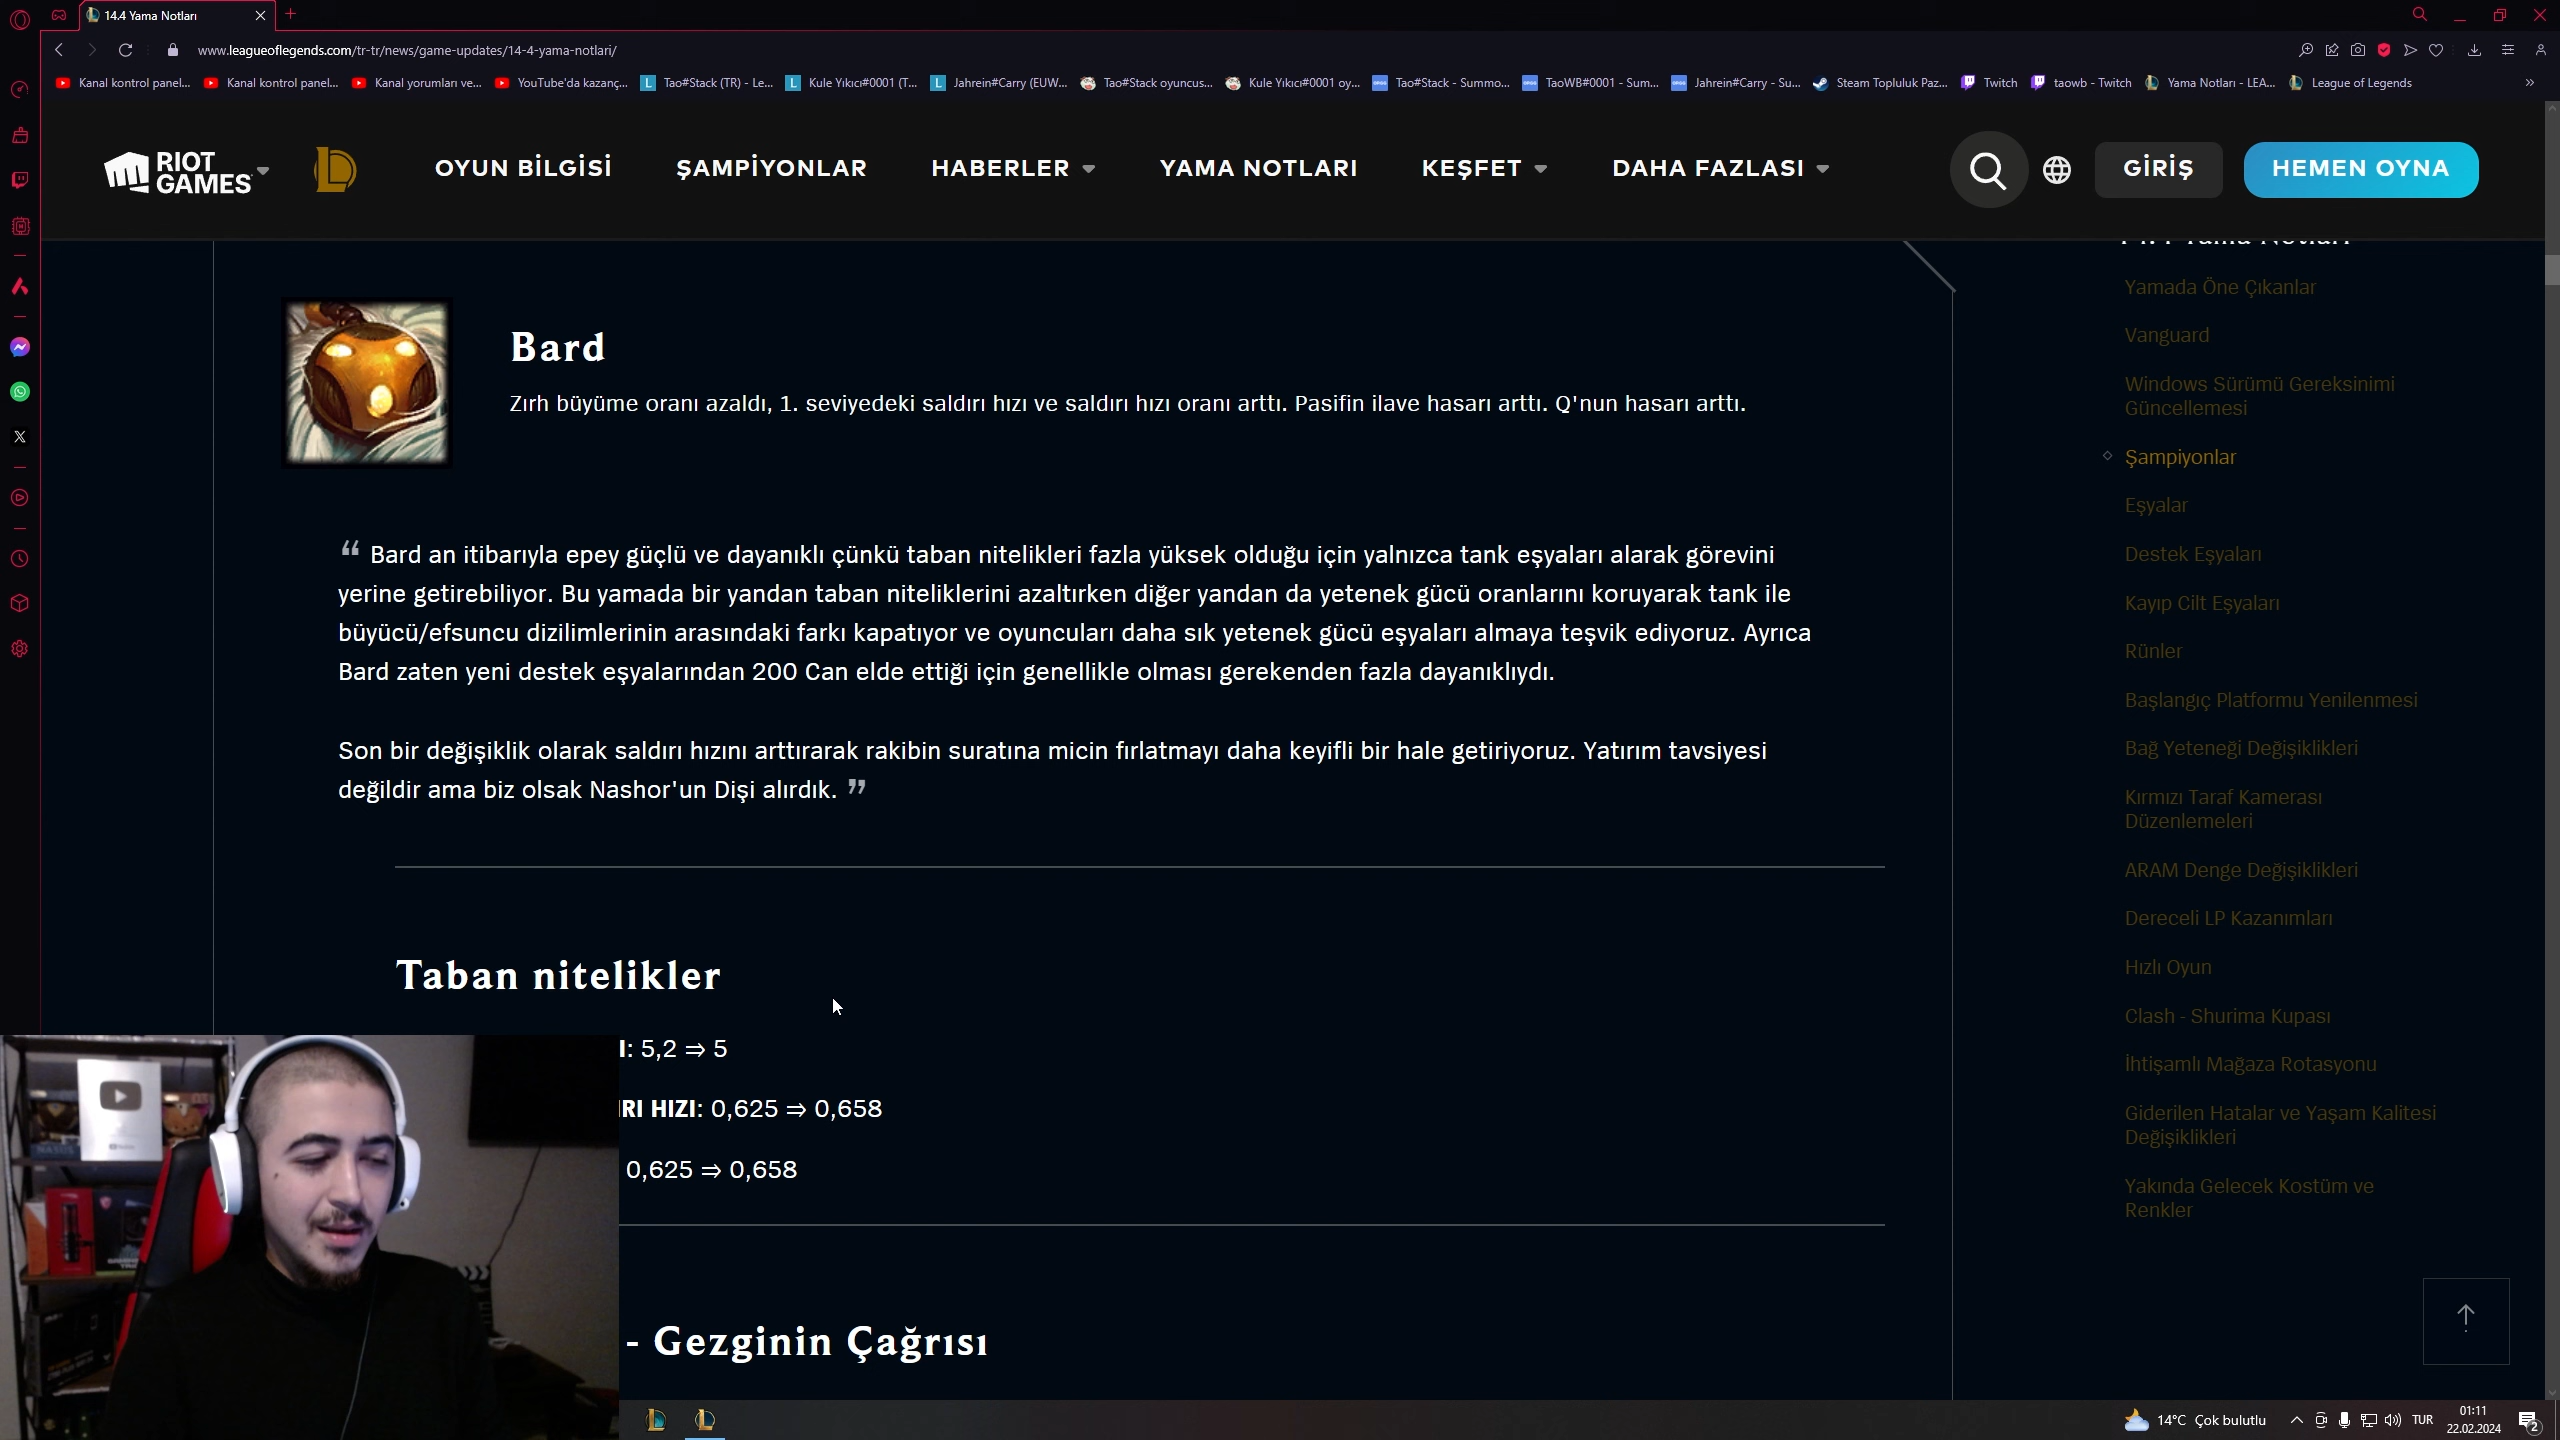 14.4 Yama Notları
www.leagueoflegends.com/tr-tr/news/game-updates/14-4-yama-notlari/
Kanal kontrol panel...
Kanal kontrol panel...
Kanal yorumları ve...
YouTube'da kazanç...
Tao#Stack (TR) - Le...
Kule Yıkıcı#0001 (T...
Jahrein#Carry (EUW...
Tao#Stack oyuncus...
Kule Yıkıcı#0001 oy...
Tao#Stack - Summo...
TaoWB#0001 - Sum...
Jahrein#Carry - Su...
Steam Topluluk Paz...
Twitch
taowb - Twitch
Yama Notları - LEA...
League of Legends
RIOT
GAMES
OYUN BİLGİSİ
ŞAMPİYONLAR
HABERLER
YAMA NOTLARI
KEŞFET
DAHA FAZLASI
GİRİŞ
HEMEN OYNA
Bard
Zırh büyüme oranı azaldı, 1. seviyedeki saldırı hızı ve saldırı hızı oranı arttı. Pasifin ilave hasarı arttı. Q'nun hasarı arttı.
“ Bard an itibarıyla epey güçlü ve dayanıklı çünkü taban nitelikleri fazla yüksek olduğu için yalnızca tank eşyaları alarak görevini
yerine getirebiliyor. Bu yamada bir yandan taban niteliklerini azaltırken diğer yandan da yetenek gücü oranlarını koruyarak tank ile
büyücü/efsuncu dizilimlerinin arasındaki farkı kapatıyor ve oyuncuları daha sık yetenek gücü eşyaları almaya teşvik ediyoruz. Ayrıca
Bard zaten yeni destek eşyalarından 200 Can elde ettiği için genellikle olması gerekenden fazla dayanıklıydı.
Son bir değişiklik olarak saldırı hızını arttırarak rakibin suratına micin fırlatmayı daha keyifli bir hale getiriyoruz. Yatırım tavsiyesi
değildir ama biz olsak Nashor'un Dişi alırdık. ”
Taban nitelikler
I: 5,2 ⇒ 5
IRI HIZI: 0,625 ⇒ 0,658
0,625 ⇒ 0,658
- Gezginin Çağrısı
14.4 Yama Notları
Yamada Öne Çıkanlar
Vanguard
Windows Sürümü Gereksinimi
Güncellemesi
Şampiyonlar
Eşyalar
Destek Eşyaları
Kayıp Cilt Eşyaları
Rünler
Başlangıç Platformu Yenilenmesi
Bağ Yeteneği Değişiklikleri
Kırmızı Taraf Kamerası
Düzenlemeleri
ARAM Denge Değişiklikleri
Dereceli LP Kazanımları
Hızlı Oyun
Clash - Shurima Kupası
İhtişamlı Mağaza Rotasyonu
Giderilen Hatalar ve Yaşam Kalitesi
Değişiklikleri
Yakında Gelecek Kostüm ve
Renkler
NASUS
14°C Çok bulutlu
TUR
01:11
22.02.2024
2